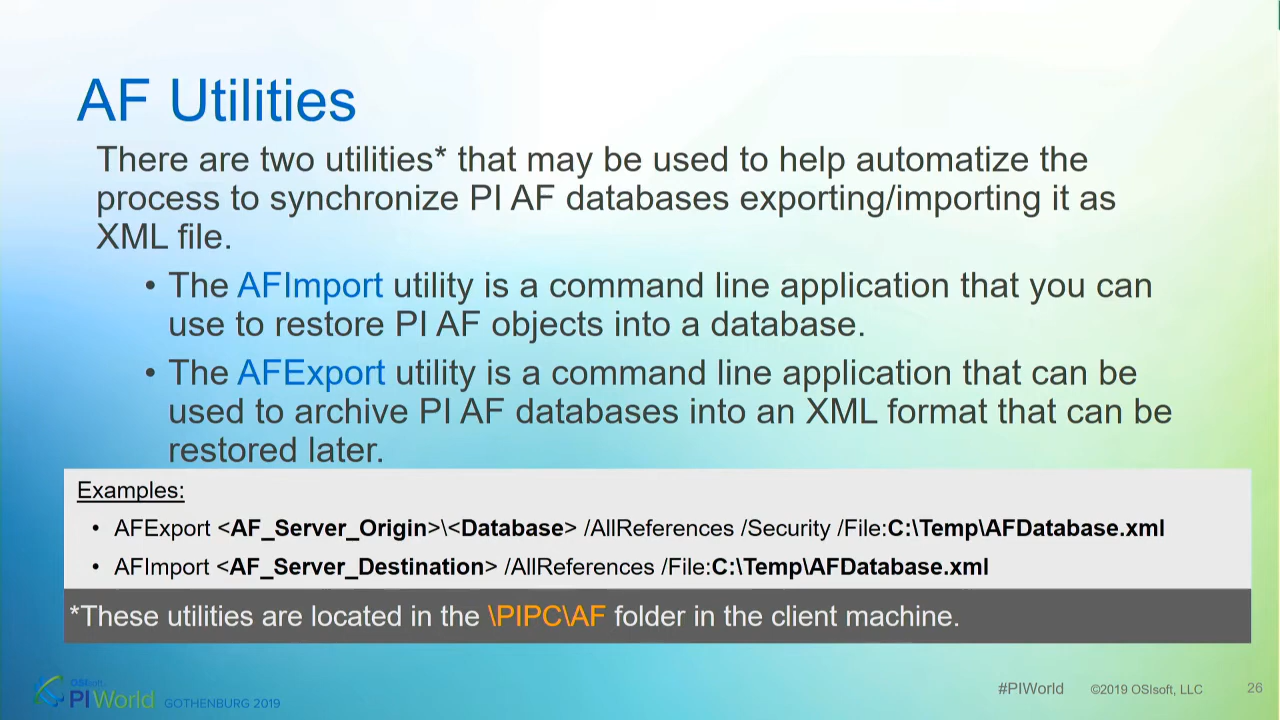 AF Utilities
There are two utilities* that may be used to help automatize the
process to synchronize PI AF databases exporting/importing it as
XML file.
• The AFImport utility is a command line application that you can
use to restore PI AF objects into a database.
• The AFExport utility is a command line application that can be
used to archive PI AF databases into an XML format that can be
restored later.
Examples:
• AFExport <AF_Server_Origin>\<Database> /AllReferences /Security /File:C:\Temp\AFDatabase.xml
• AFImport <AF_Server_Destination> /AllReferences /File:C:\Temp\AFDatabase.xml
*These utilities are located in the \PIPC\AF folder in the client machine.
OSIsoft.
PIWorld GOTHENBURG 2019
#PIWorld ©2019 OSIsoft, LLC 26